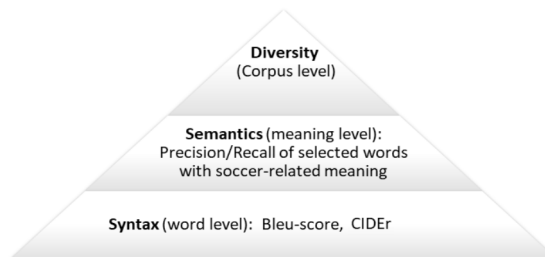 Diversity
(Corpus level)
Semantics (meaning level):
Precision/Recall of selected words
with soccer-related meaning
Syntax (word level): Bleu-score, CIDEr